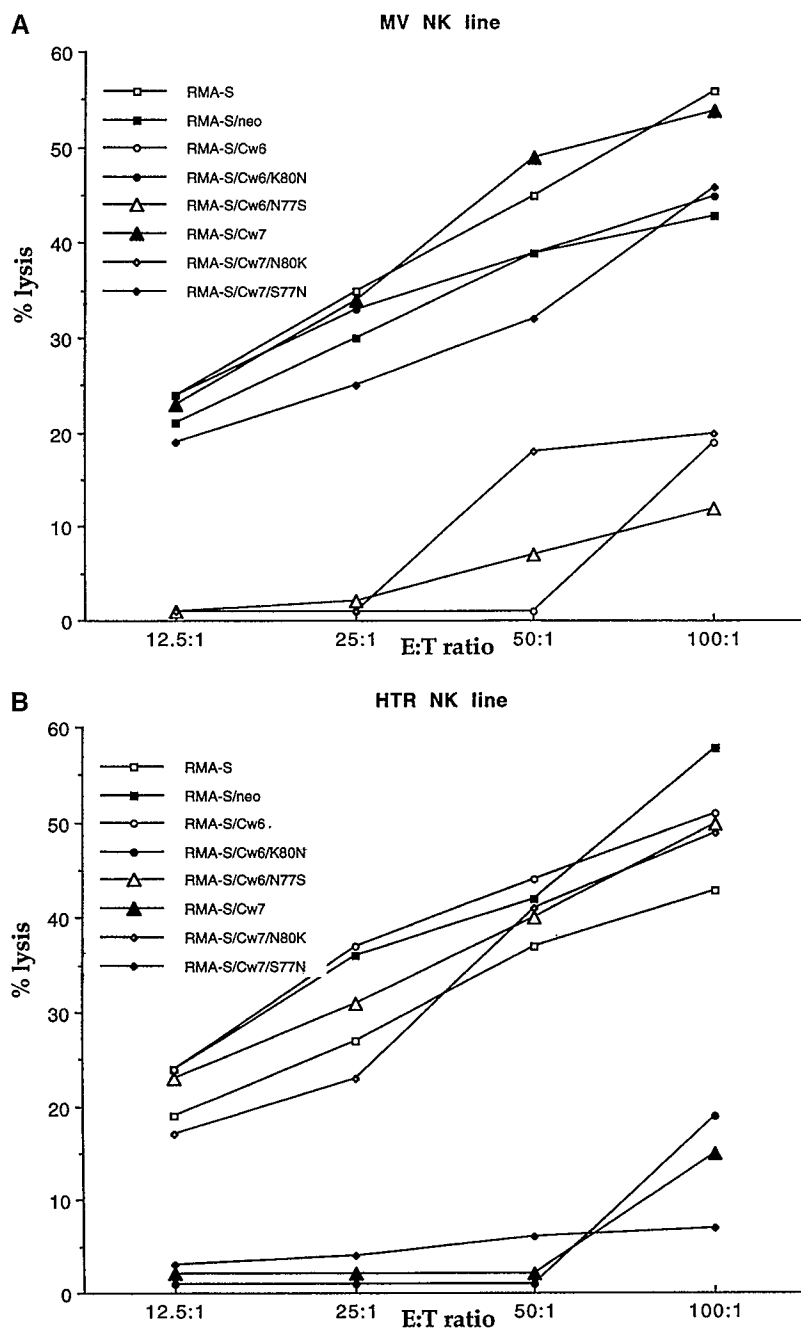 A
MV NK line
60
50
40
30
20
10
0
% lysis
RMA-S
RMA-S/neo
RMA-S/Cw6
RMA-S/Cw6/K80N
RMA-S/Cw6/N77S
RMA-S/Cw7
RMA-S/Cw7/N80K
RMA-S/Cw7/S77N
12.5:1 25:1 50:1 100:1
E:T ratio
B
HTR NK line
60
50
40
30
20
10
0
% lysis
RMA-S
RMA-S/neo
RMA-S/Cw6.
RMA-S/Cw6/K80N
RMA-S/Cw6/N77S
RMA-S/Cw7
RMA-S/Cw7/N80K
RMA-S/Cw7/S77N
12.5:1 25:1 50:1 100:1
E:T ratio